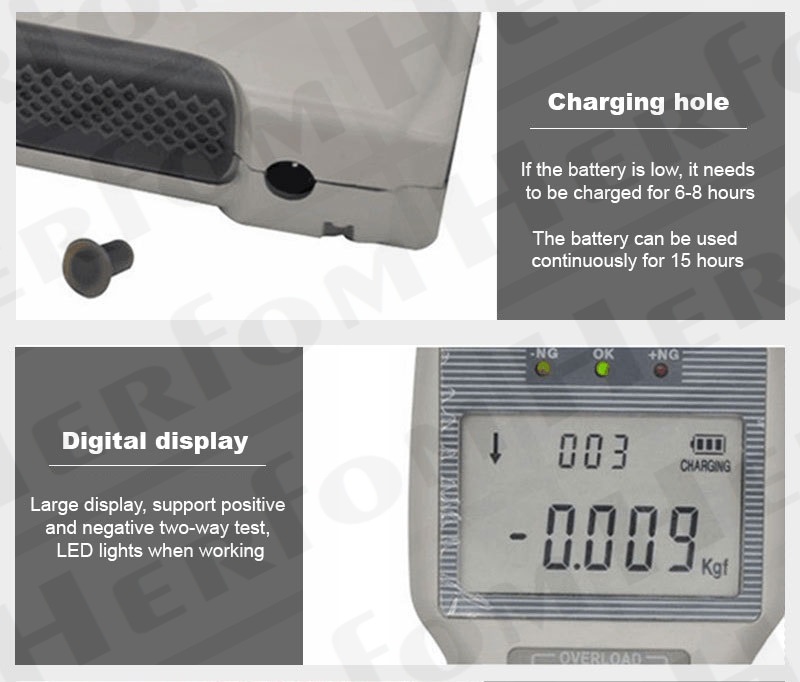 Charging hole
If the battery is low, it needs
to be charged for 6-8 hours
The battery can be used
continuously for 15 hours
Digital display
Large display, support positive
and negative two-way test,
LED lights when working
-NG OK +NG
003
CHARGING
-0.009 Kgf
OVERLOAD
HERFOM